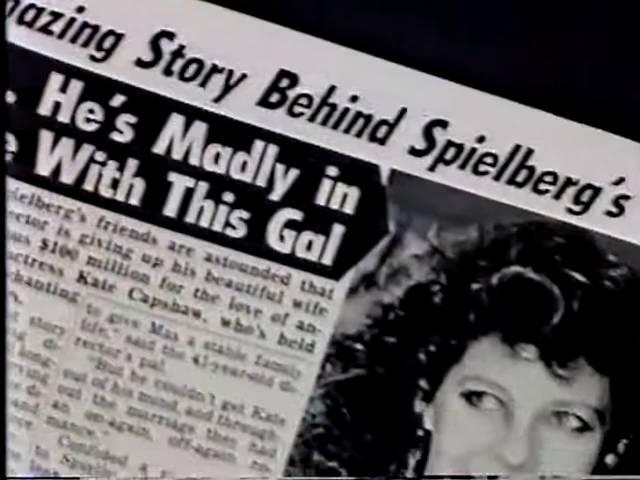 azing Story Behind Spielberg's
He's Madly in
With This Gal
ielberg's friends are astounded that
ector is giving up his beautiful wife
us $100 million for the love of an-
ctress Kate Capshaw, who's held
chanting
to give Max a stable family
life," said the 41-year-old di-
rector's pal.
"But he couldn't get Kate
out of his mind, and through-
out the marriage, they had
an on-again, off-again
mance."
Confided a
to